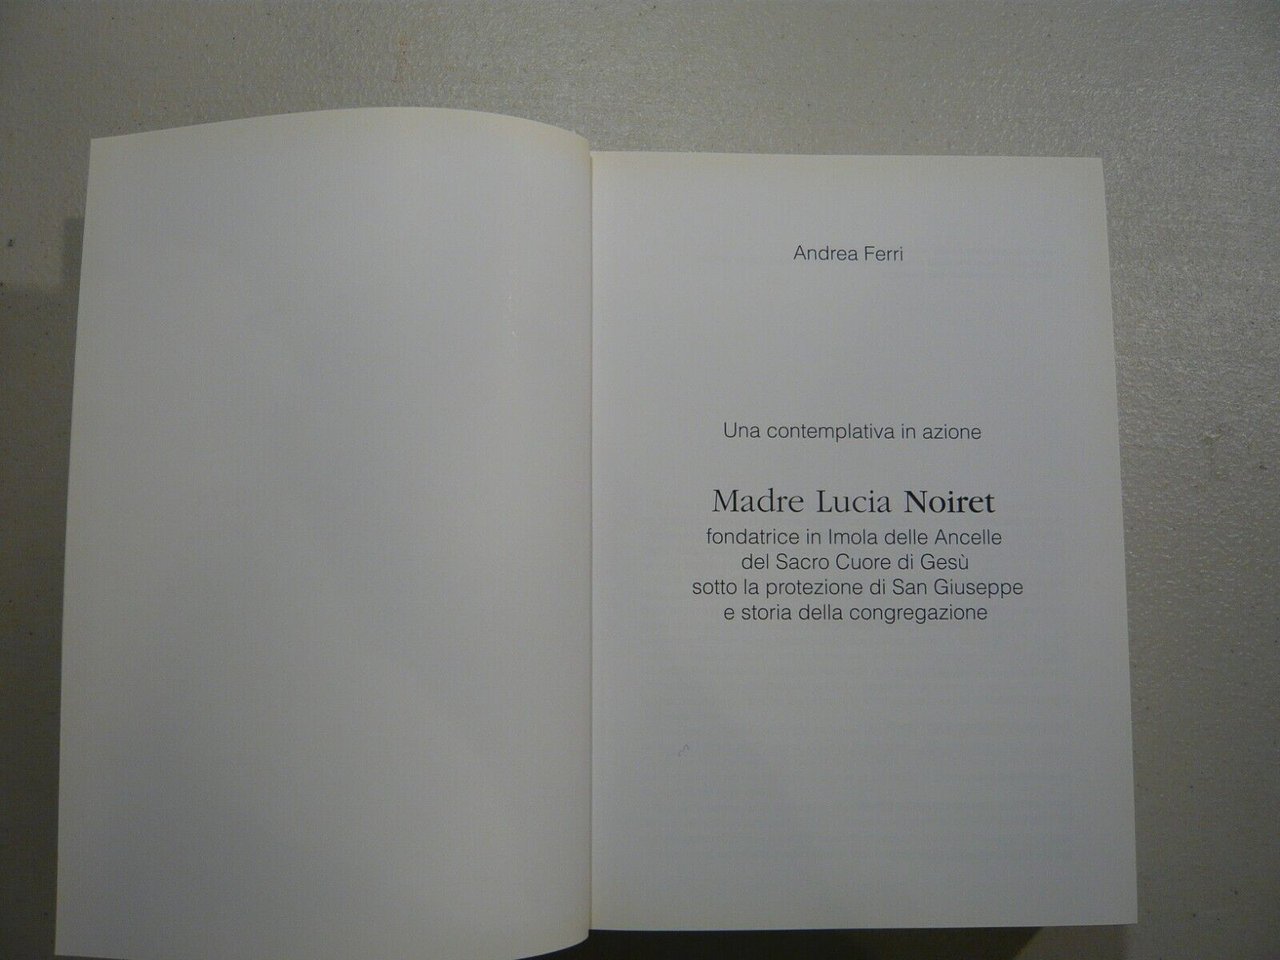 Andrea Ferri
Una contemplativa in azione
Madre Lucia Noiret
fondatrice in Imola delle Ancelle
del Sacro Cuore di Gesù
sotto la protezione di San Giuseppe
e storia della congregazione